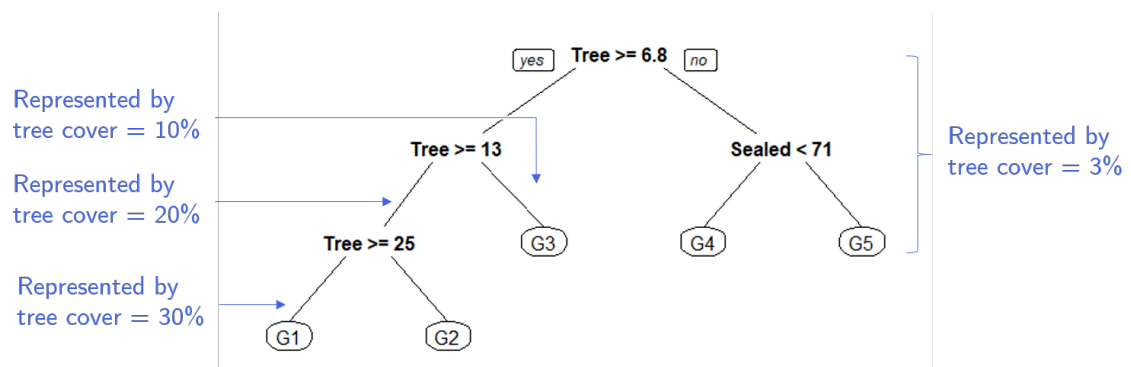 yes
Tree >= 6.8
no
Represented by
tree cover = 10%
Tree >= 13
Sealed < 71
Represented by
tree cover = 3%
Represented by
tree cover = 20%
Tree >= 25
G3
G4
G5
Represented by
tree cover = 30%
G1
G2